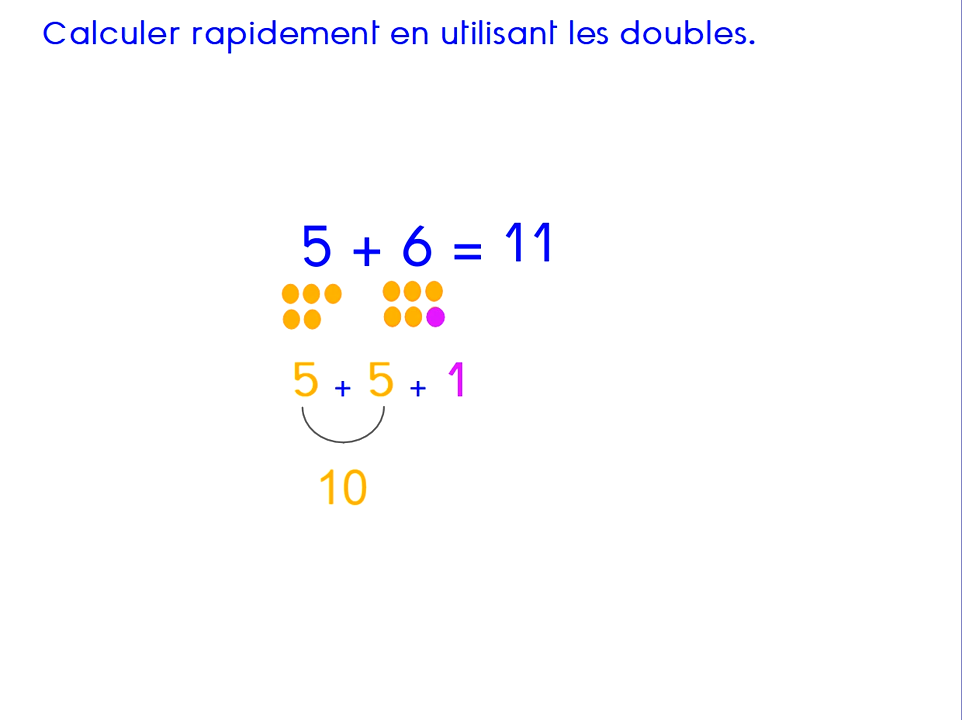 Calculer rapidement en utilisant les doubles.
5 + 6 = 11
5 + 5 + 1
10